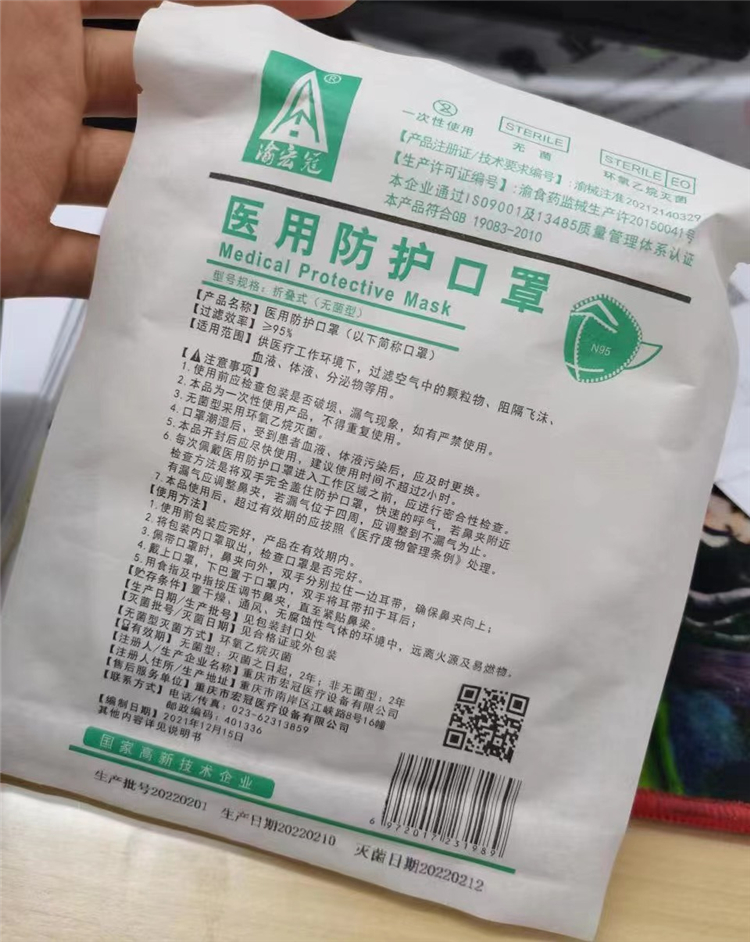 ®
渝宏冠
一次性使用
STERILE
无菌
STERILE EO
环氧乙烷灭菌
【产品注册证/技术要求编号】:渝械注准20212140329
【生产许可证编号】:渝食药监械生产许20150041号
本企业通过ISO9001及13485质量管理体系认证
本产品符合GB 19083-2010
医用防护口罩
Medical Protective Mask
型号规格:折叠式(无菌型)
N95
【产品名称】医用防护口罩(以下简称口罩)
【过滤效率】≥95%
【适用范围】供医疗工作环境下,过滤空气中的颗粒物、阻隔飞沫、
血液、体液、分泌物等用。
【注意事项】
1.使用前应检查包装是否破损、漏气现象,如有严禁使用。
2.本品为一次性使用产品,不得重复使用。
3.无菌型采用环氧乙烷灭菌。
4.口罩潮湿后、受到患者血液、体液污染后,应及时更换。
5.本品开封后应尽快使用,建议使用时间不超过2小时。
6.每次佩戴医用防护口罩进入工作区域之前,应进行密合性检查。
检查方法是将双手完全盖住防护口罩,快速的呼气,若鼻夹附近
有漏气应调整鼻夹,若漏气位于四周,应调整到不漏气为止。
7.本品使用后,超过有效期的应按照《医疗废物管理条例》处理。
【使用方法】
1.使用前包装应完好,产品在有效期内。
2.将包装内口罩取出,检查口罩是否完好。
3.佩带口罩时,鼻夹向外,双手分别拉住一边耳带,确保鼻夹向上;
4.戴上口罩,下巴置于口罩内,双手将耳带扣于耳后;
5.用食指及中指按压调节鼻夹,直至紧贴鼻梁。
【贮存条件】置干燥、通风、无腐蚀性气体的环境中,远离火源及易燃物。
【生产日期/生产批号】见包装封口处
【灭菌批号/灭菌日期】见合格证或外包装
【无菌型灭菌方式】环氧乙烷灭菌
【有效期】无菌型:灭菌之日起,2年;非无菌型:2年
【注册人/生产企业名称】重庆市宏冠医疗设备有限公司
【注册人住所/生产地址】重庆市南岸区江峡路8号16幢
【售后服务单位】重庆市宏冠医疗设备有限公司
【联系方式】电话/传真:023-62313859
邮政编码:401336
【编制日期】2021年12月15日
其他内容详见说明书
国家高新技术企业
6972017231989
生产批号20220201 生产日期20220210 灭菌日期20220212